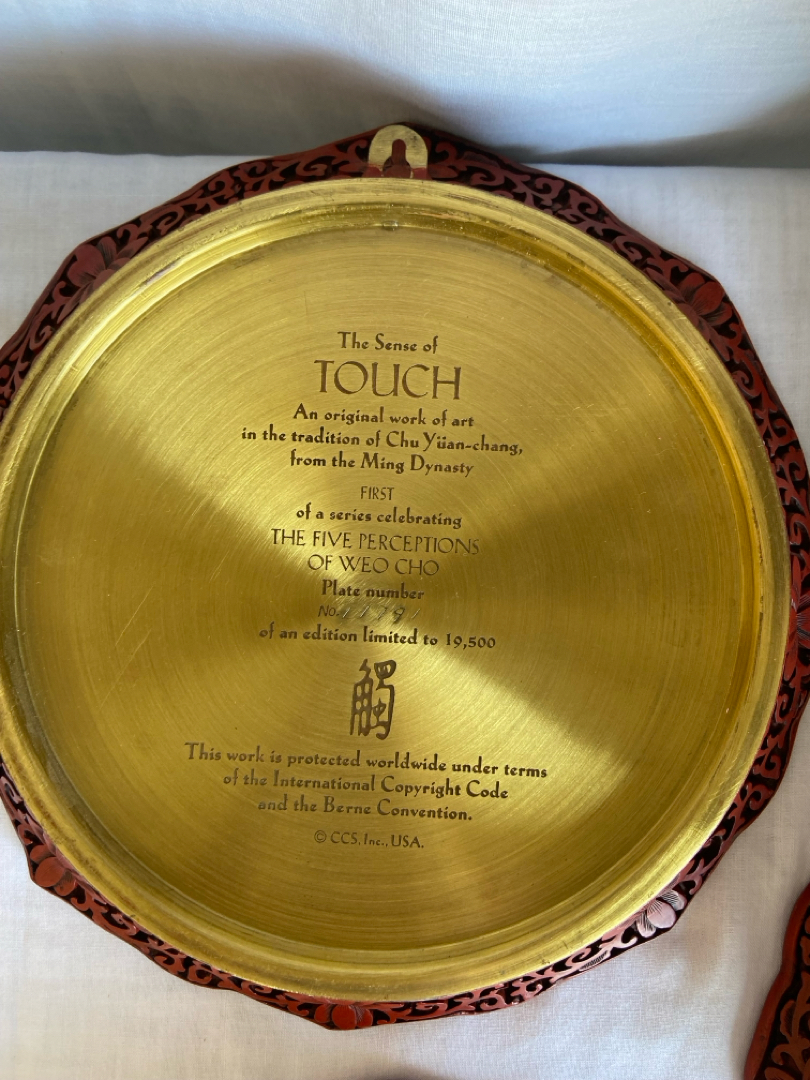 The Sense of
TOUCH
An original work of art
in the tradition of Chu Yüan-chang,
from the Ming Dynasty
FIRST
of a series celebrating
THE FIVE PERCEPTIONS
OF WEO CHO
Plate number
No.
of an edition limited to 19,500
觸
This work is protected worldwide under terms
of the International Copyright Code
and the Berne Convention.
© CCS, Inc., USA.